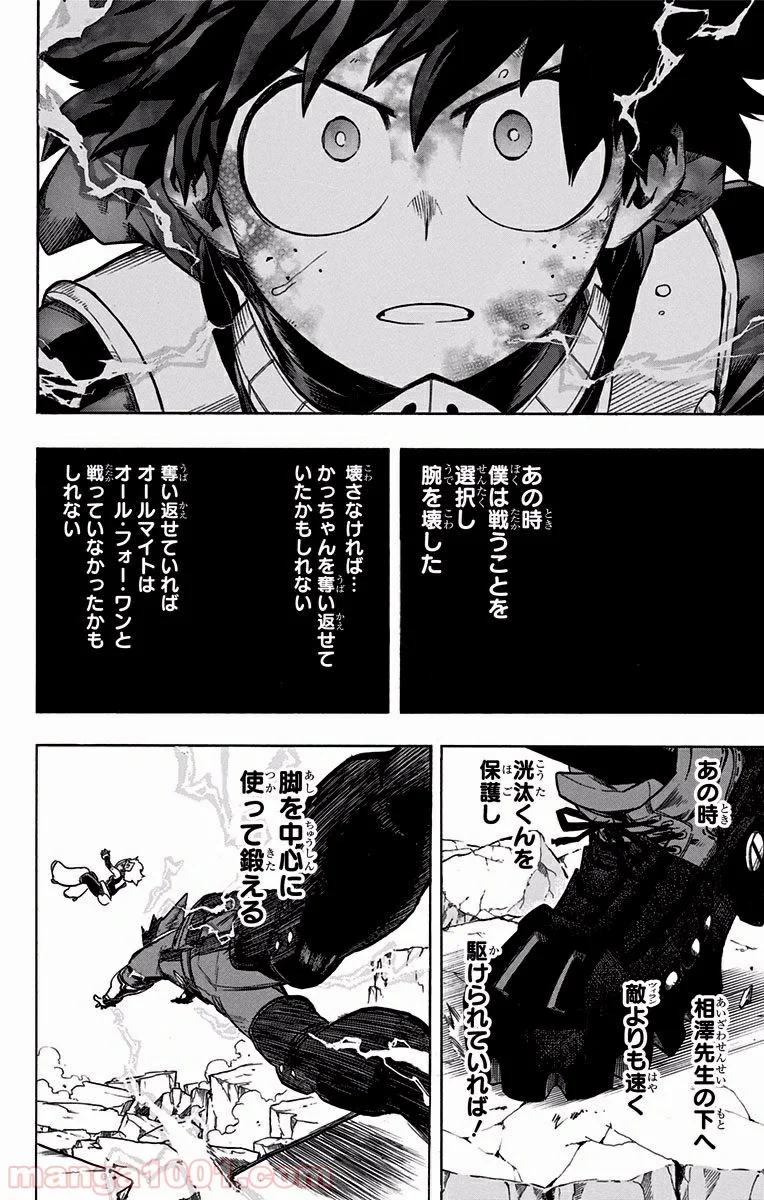 あの時
僕は戦うことを
選択し
腕を壊した
壊さなければ…
かっちゃんを奪い返せて
いたかもしれない
奪い返せていれば
オールマイトは
オール・フォー・ワンと
戦っていなかったかも
しれない
あの時
洸汰くんを
保護し
相澤先生の下へ
敵よりも速く
駆けられていれば!
脚を中心に
使って鍛える
manga1001.com